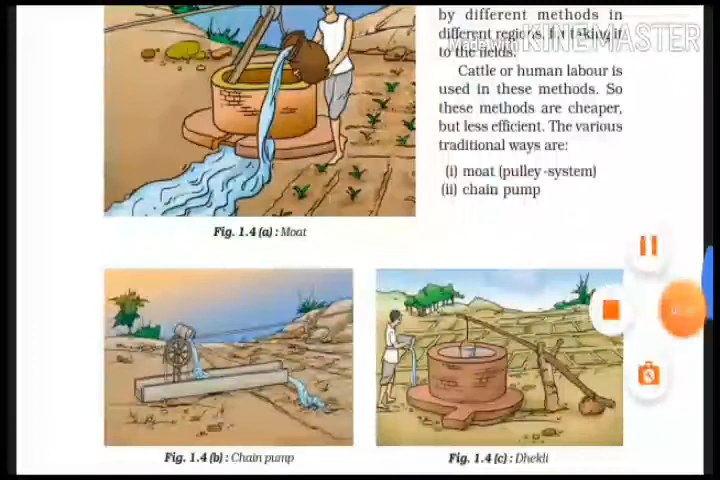 by different methods in
different regions, for taking it
to the fields.
Made with KINEMASTER
Cattle or human labour is
used in these methods. So
these methods are cheaper,
but less efficient. The various
traditional ways are:
(i) moat (pulley-system)
(ii) chain pump
Fig. 1.4 (a) : Moat
Fig. 1.4 (b) : Chain pump
Fig. 1.4 (c) : Dhekli